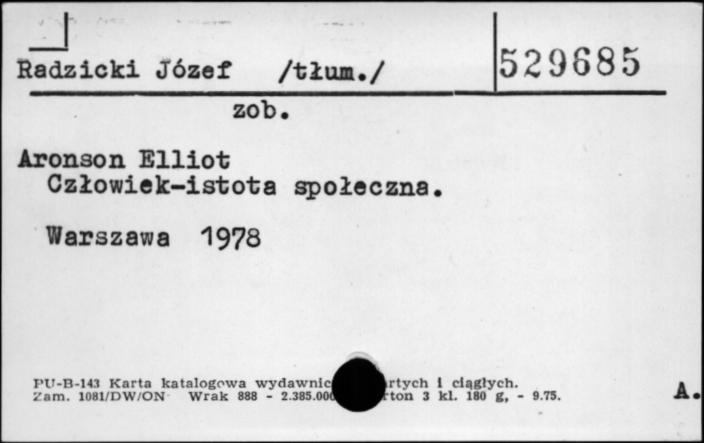 Radzicki Józef /tłum./ 529685
zob.
Aronson Elliot
Człowiek-istota społeczna.
Warszawa 1978
PU-B-143 Karta katalogowa wydawnic rtych i ciągłych.
Zam. 1081/DW/ON Wrak 888 - 2.385.000 rton 3 kl. 180 g, - 9.75.
A.